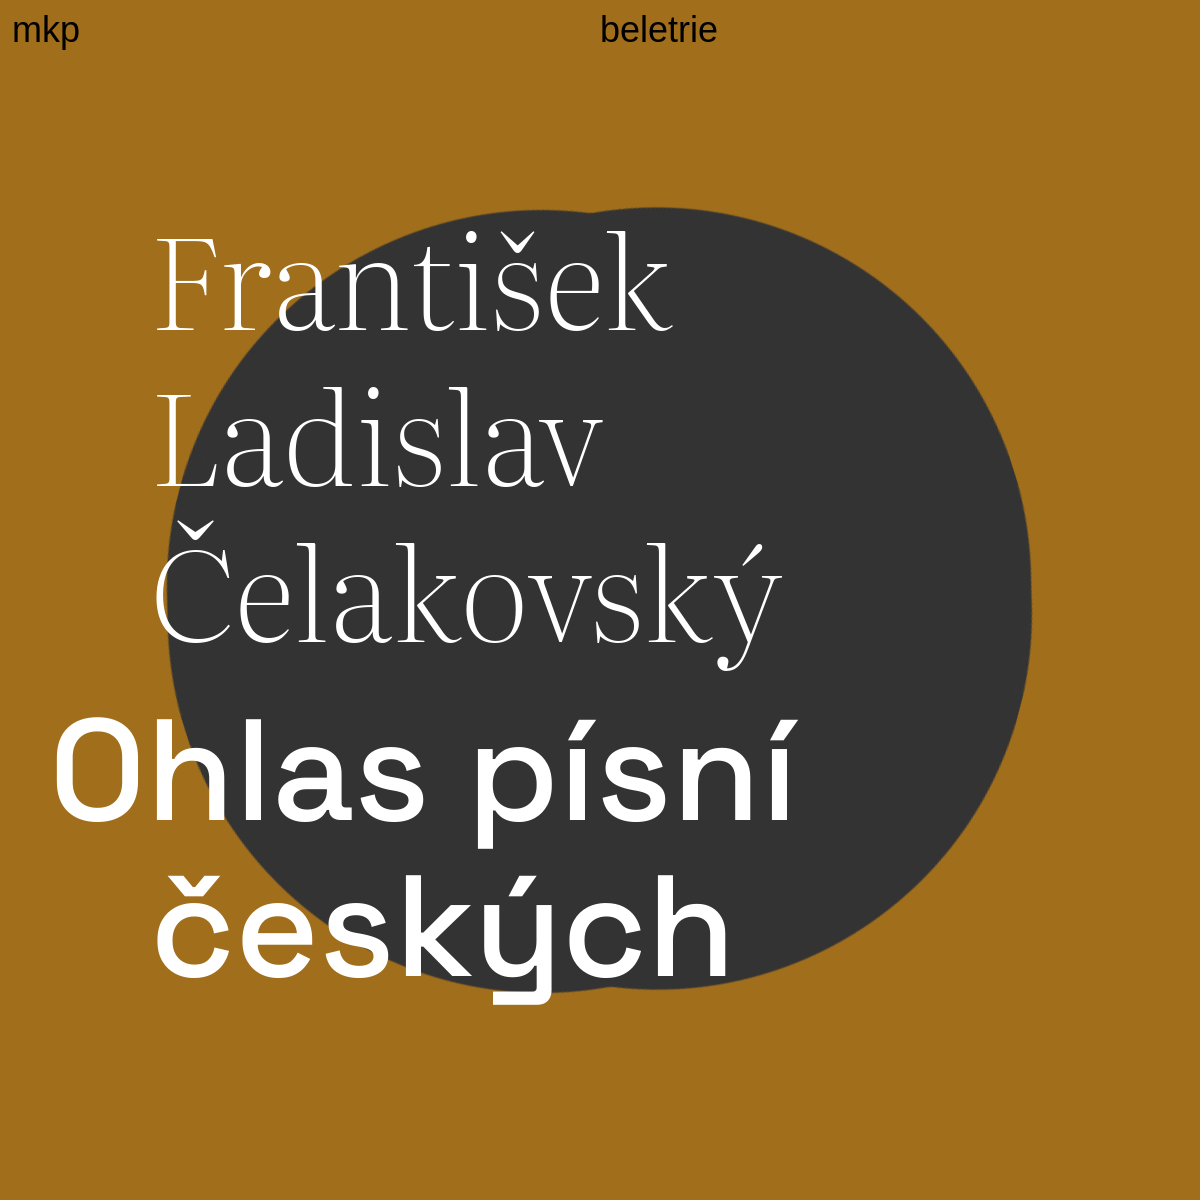 mkp beletrie
František
Ladislav
Čelakovský
Ohlas písní
českých